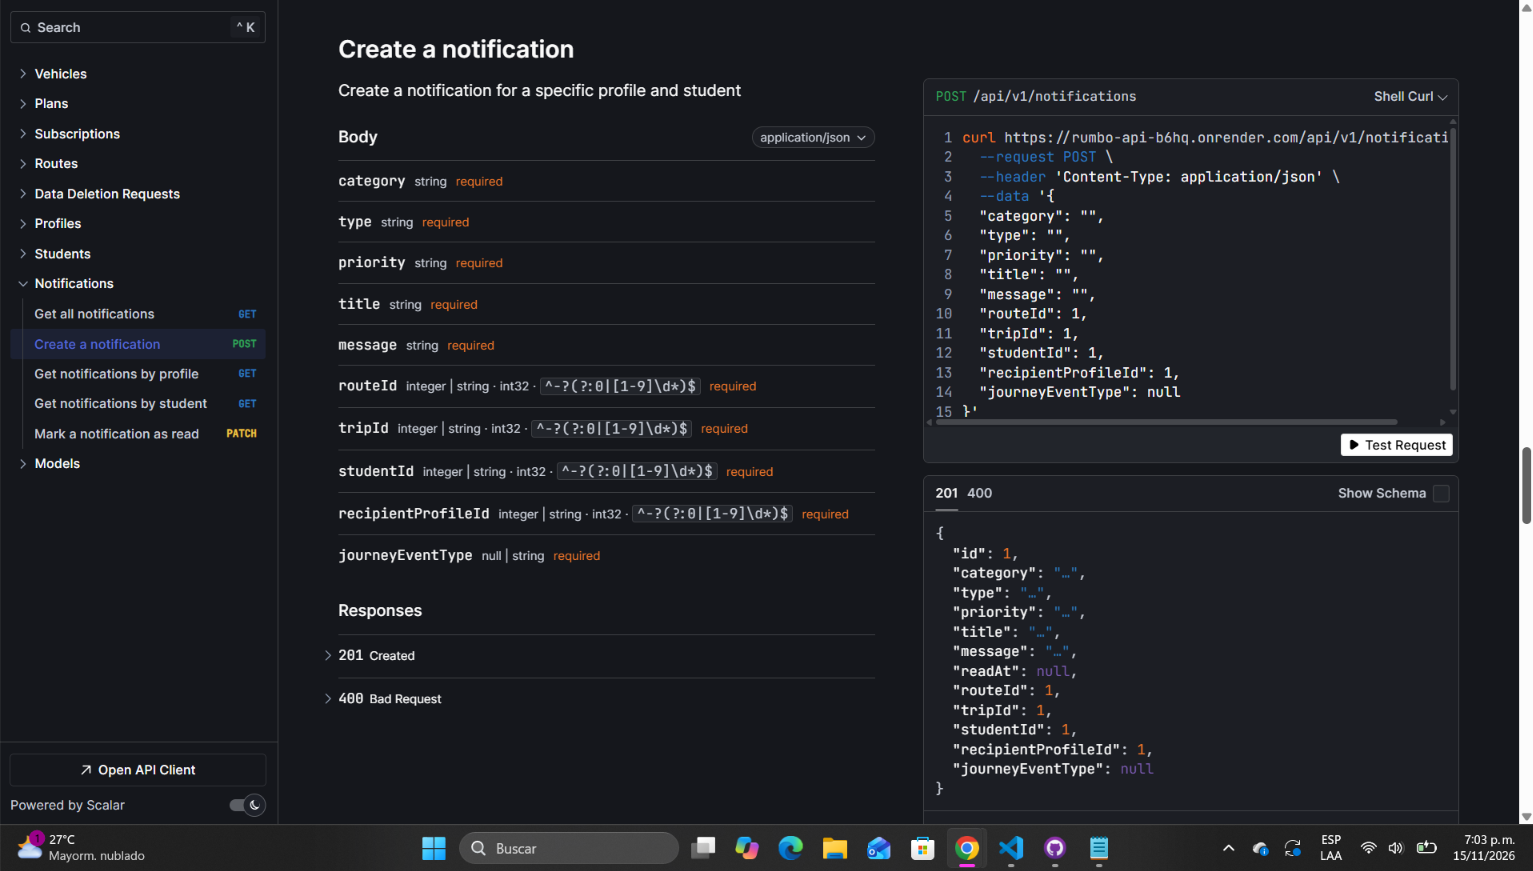 Search
^ K
Vehicles
Plans
Subscriptions
Routes
Data Deletion Requests
Profiles
Students
Notifications
Get all notifications GET
Create a notification POST
Get notifications by profile GET
Get notifications by student GET
Mark a notification as read PATCH
Models
Open API Client
Powered by Scalar
Create a notification
Create a notification for a specific profile and student
Body
application/json
category string required
type string required
priority string required
title string required
message string required
routeId integer | string · int32 · ^-?(?:0|[1-9]\d*)$ required
tripId integer | string · int32 · ^-?(?:0|[1-9]\d*)$ required
studentId integer | string · int32 · ^-?(?:0|[1-9]\d*)$ required
recipientProfileId integer | string · int32 · ^-?(?:0|[1-9]\d*)$ required
journeyEventType null | string required
Responses
201 Created
400 Bad Request
POST /api/v1/notifications
Shell Curl
1 curl https://rumbo-api-b6hq.onrender.com/api/v1/notificati
2 --request POST \
3 --header 'Content-Type: application/json' \
4 --data '{
5 "category": "",
6 "type": "",
7 "priority": "",
8 "title": "",
9 "message": "",
10 "routeId": 1,
11 "tripId": 1,
12 "studentId": 1,
13 "recipientProfileId": 1,
14 "journeyEventType": null
15 }'
Test Request
201 400
Show Schema
{
"id": 1,
"category": "…",
"type": "…",
"priority": "…",
"title": "…",
"message": "…",
"readAt": null,
"routeId": 1,
"tripId": 1,
"studentId": 1,
"recipientProfileId": 1,
"journeyEventType": null
}
1
27°C
Mayorm. nublado
Buscar
ESP
LAA
7:03 p. m.
15/11/2026